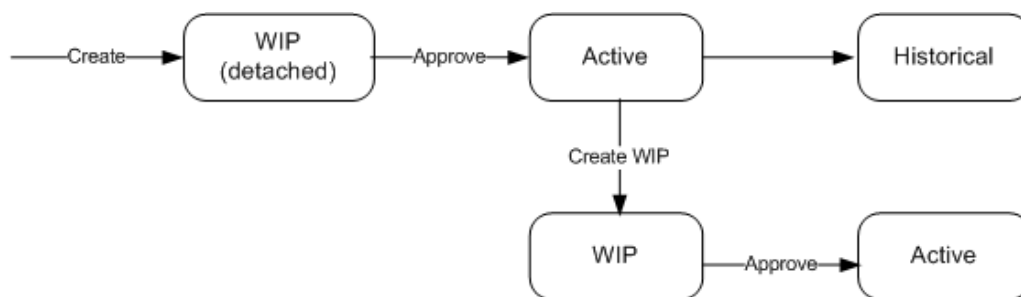 Create
WIP
(detached)
Approve
Active
Historical
Create WIP
WIP
Approve
Active